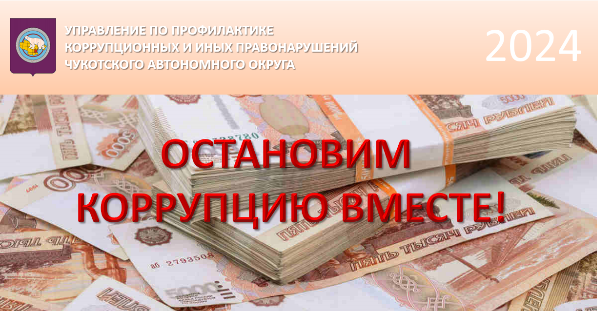 УПРАВЛЕНИЕ ПО ПРОФИЛАКТИКЕ
КОРРУПЦИОННЫХ И ИНЫХ ПРАВОНАРУШЕНИЙ
ЧУКОТСКОГО АВТОНОМНОГО ОКРУГА
2024
ОСТАНОВИМ
КОРРУПЦИЮ ВМЕСТЕ!